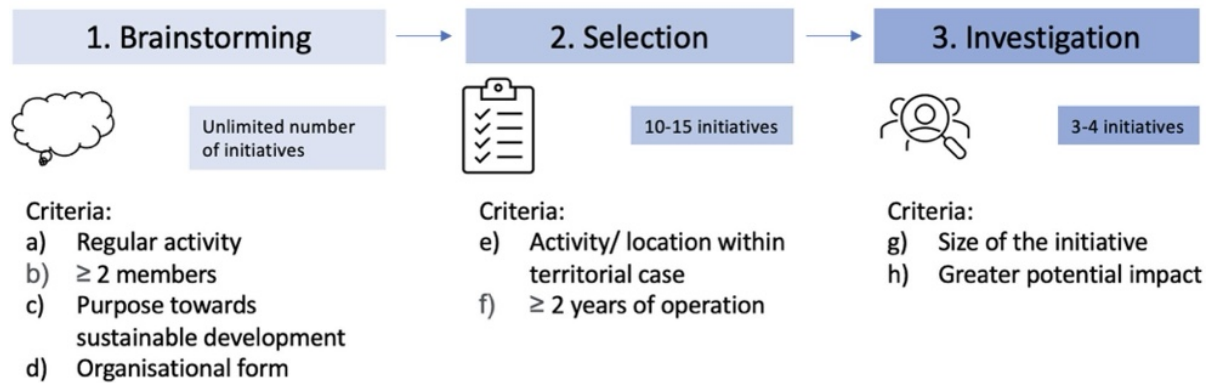 1. Brainstorming
2. Selection
3. Investigation
Unlimited number
of initiatives
10-15 initiatives
3-4 initiatives
Criteria:
a) Regular activity
b) ≥ 2 members
c) Purpose towards
sustainable development
d) Organisational form
Criteria:
e) Activity/ location within
territorial case
f) ≥ 2 years of operation
Criteria:
g) Size of the initiative
h) Greater potential impact